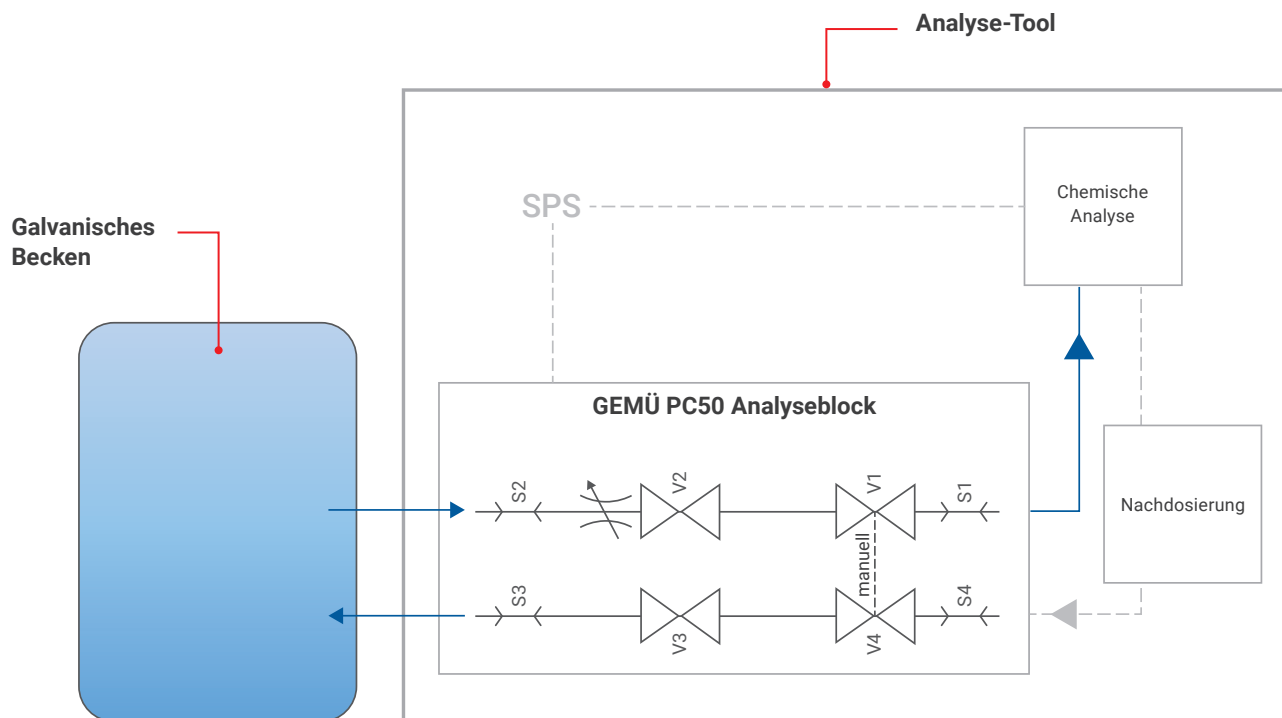 Analyse-Tool
Chemische
Analyse
SPS
Galvanisches
Becken
GEMÜ PC50 Analyseblock
S2
V2
V1
S1
Nachdosierung
manuell
S3
V3
V4
S4